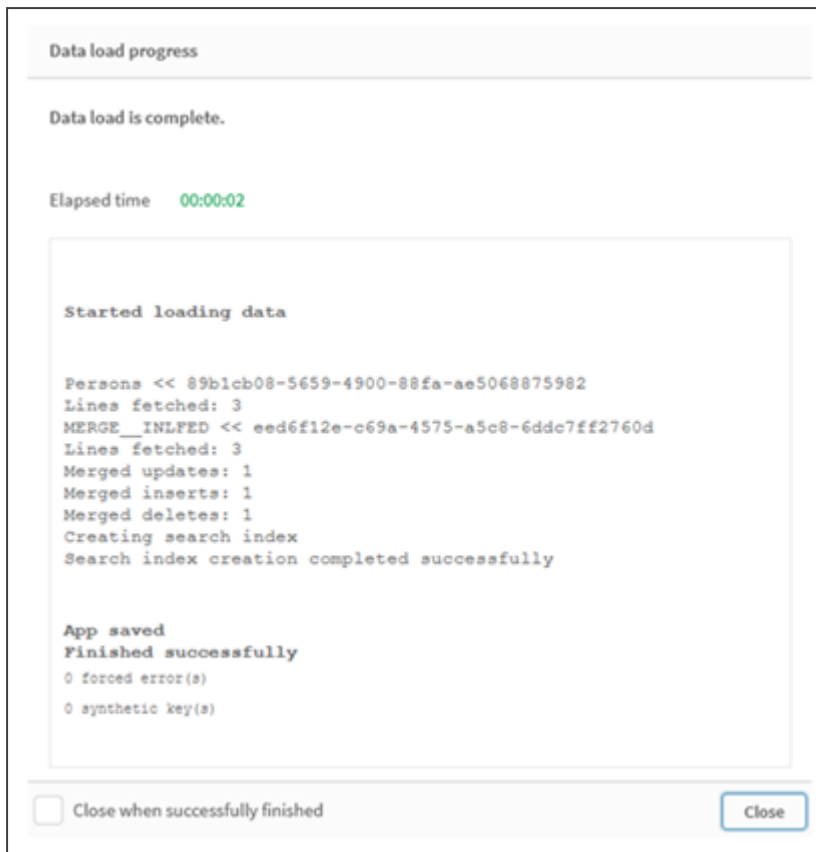 Data load progress
Data load is complete.
Elapsed time 00:00:02
Started loading data
Persons << 89b1cb08-5659-4900-88fa-ae5068875982
Lines fetched: 3
MERGE__INLFED << eed6f12e-c69a-4575-a5c8-6ddc7ff2760d
Lines fetched: 3
Merged updates: 1
Merged inserts: 1
Merged deletes: 1
Creating search index
Search index creation completed successfully
App saved
Finished successfully
0 forced error(s)
0 synthetic key(s)
Close when successfully finished Close